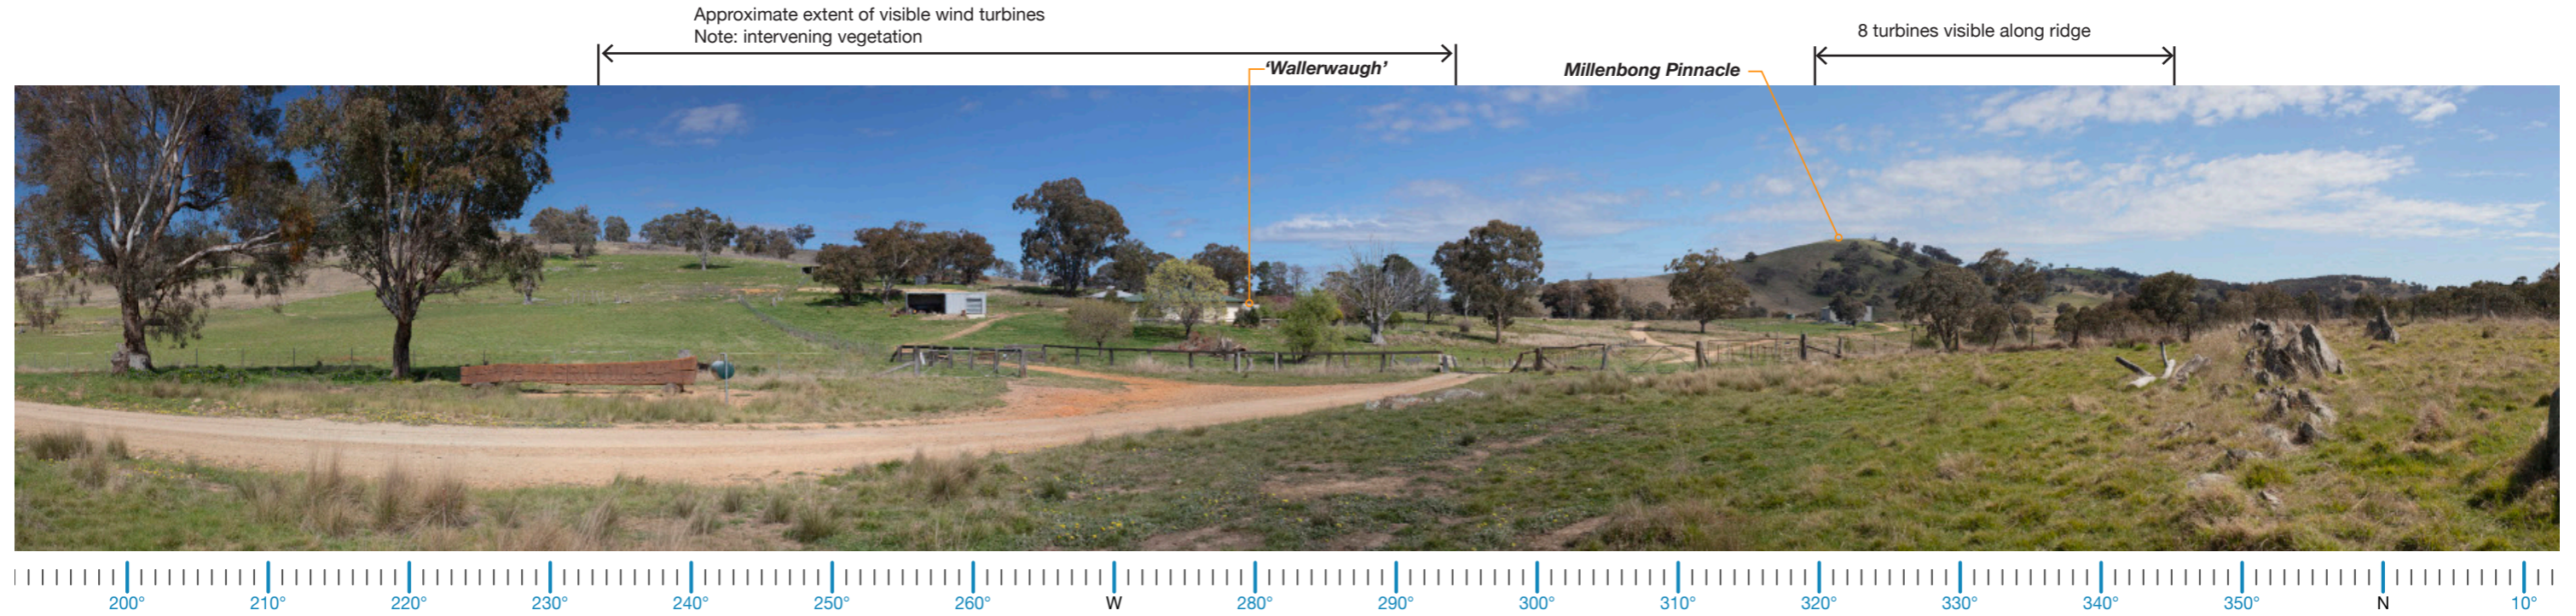 Approximate extent of visible wind turbines
Note: intervening vegetation
8 turbines visible along ridge
‘Wallerwaugh’
Millenbong Pinnacle
200° 210° 220° 230° 240° 250° 260° W 280° 290° 300° 310° 320° 330° 340° 350° N 10°